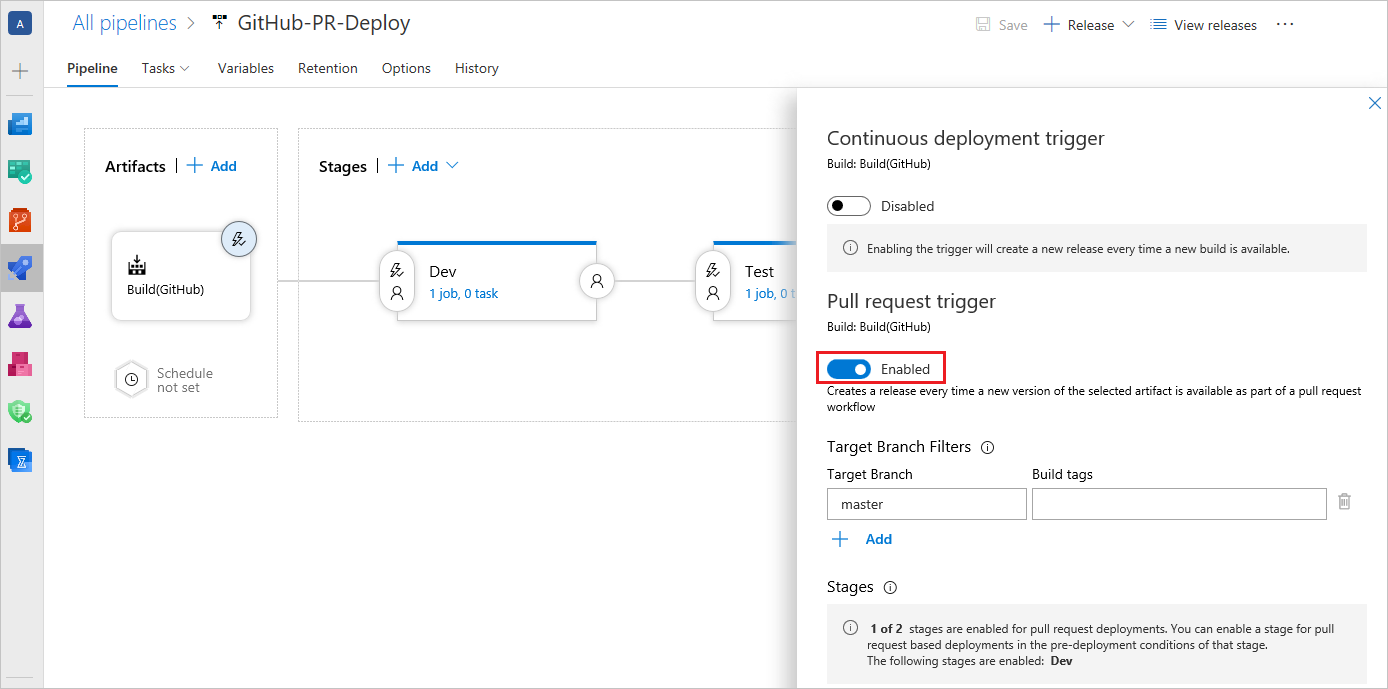 A
All pipelines > GitHub-PR-Deploy
Save
Release
View releases
...
Pipeline
Tasks
Variables
Retention
Options
History
Artifacts | + Add
Build(GitHub)
Schedule
not set
Stages | + Add
Dev
1 job, 0 task
Test
1 job, 0 t
Continuous deployment trigger
Build: Build(GitHub)
Disabled
Enabling the trigger will create a new release every time a new build is available.
Pull request trigger
Build: Build(GitHub)
Enabled
Creates a release every time a new version of the selected artifact is available as part of a pull request
workflow
Target Branch Filters
Target Branch
Build tags
master
+ Add
Stages
1 of 2 stages are enabled for pull request deployments. You can enable a stage for pull
request based deployments in the pre-deployment conditions of that stage.
The following stages are enabled: Dev